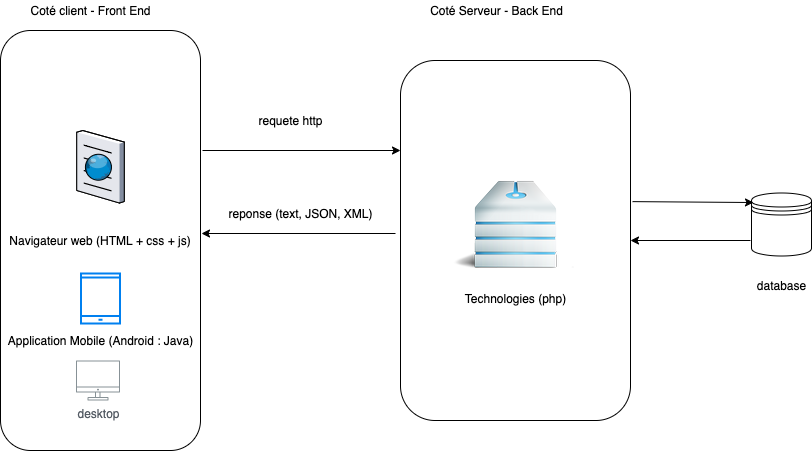 Coté client - Front End
Coté Serveur - Back End
requete http
reponse (text, JSON, XML)
Navigateur web (HTML + css + js)
Application Mobile (Android : Java)
desktop
Technologies (php)
database